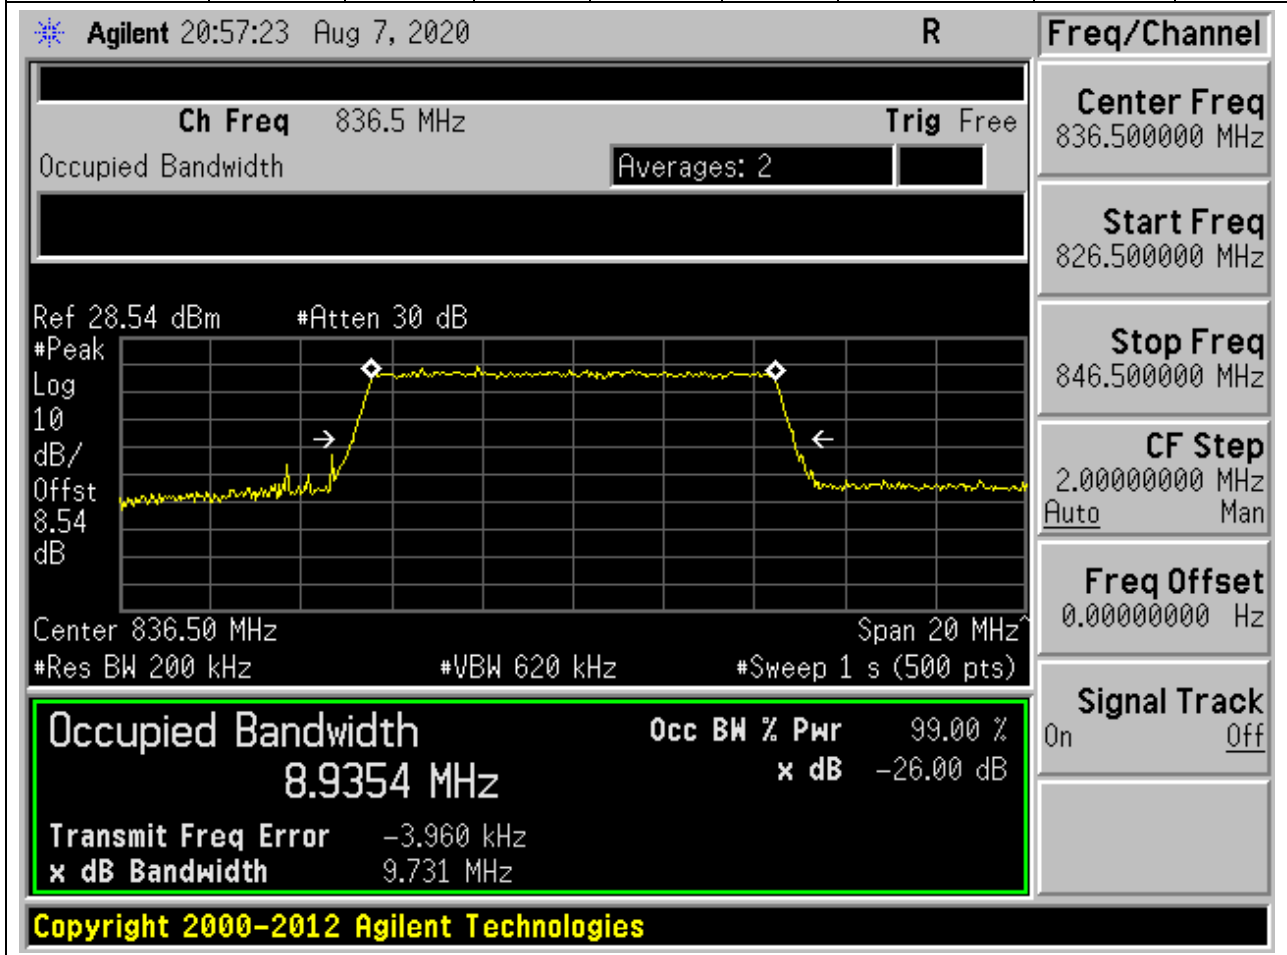 Agilent 20:57:23 Aug 7, 2020 R
Ch Freq 836.5 MHz Trig Free
Occupied Bandwidth Averages: 2
Ref 28.54 dBm #Atten 30 dB
#Peak
Log
10
dB/
Offst
8.54
dB
Center 836.50 MHz Span 20 MHz^
#Res BW 200 kHz #VBW 620 kHz #Sweep 1 s (500 pts)
Occupied Bandwidth
8.9354 MHz
Occ BW % Pwr 99.00 %
x dB -26.00 dB
Transmit Freq Error -3.960 kHz
x dB Bandwidth 9.731 MHz
Copyright 2000-2012 Agilent Technologies
Freq/Channel
Center Freq
836.500000 MHz
Start Freq
826.500000 MHz
Stop Freq
846.500000 MHz
CF Step
2.00000000 MHz
Auto Man
Freq Offset
0.00000000 Hz
Signal Track
On Off